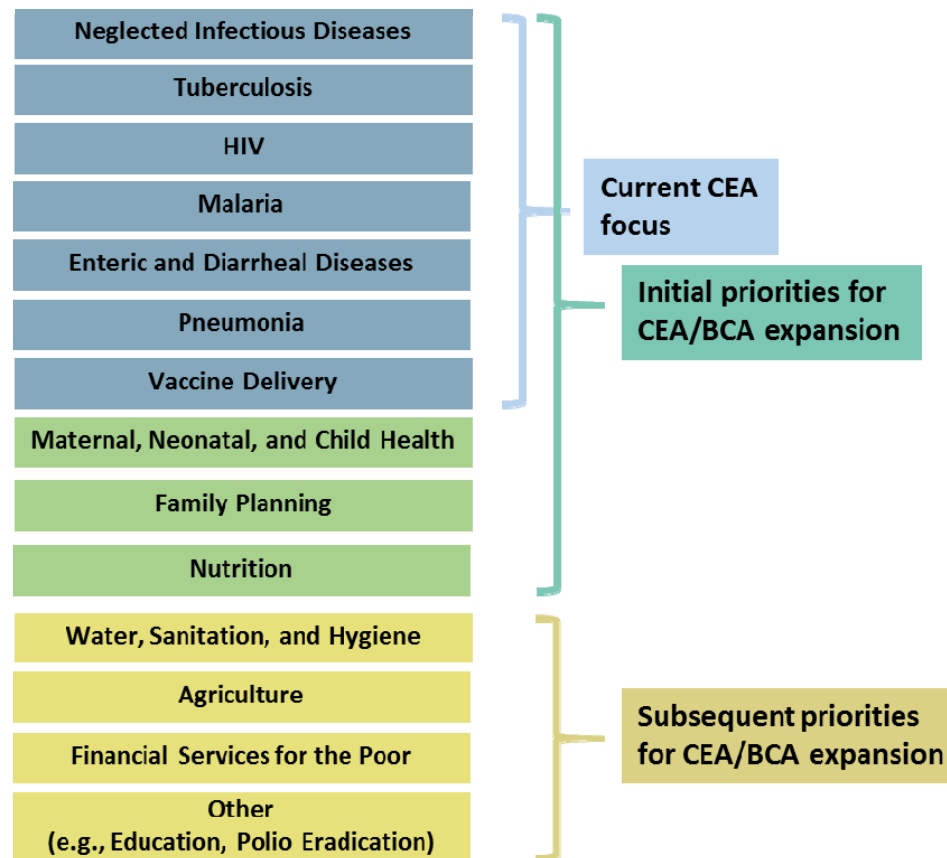 Neglected Infectious Diseases
Tuberculosis
HIV
Malaria
Enteric and Diarrheal Diseases
Pneumonia
Vaccine Delivery
Maternal, Neonatal, and Child Health
Family Planning
Nutrition
Water, Sanitation, and Hygiene
Agriculture
Financial Services for the Poor
Other
(e.g., Education, Polio Eradication)
Current CEA
focus
Initial priorities for
CEA/BCA expansion
Subsequent priorities
for CEA/BCA expansion